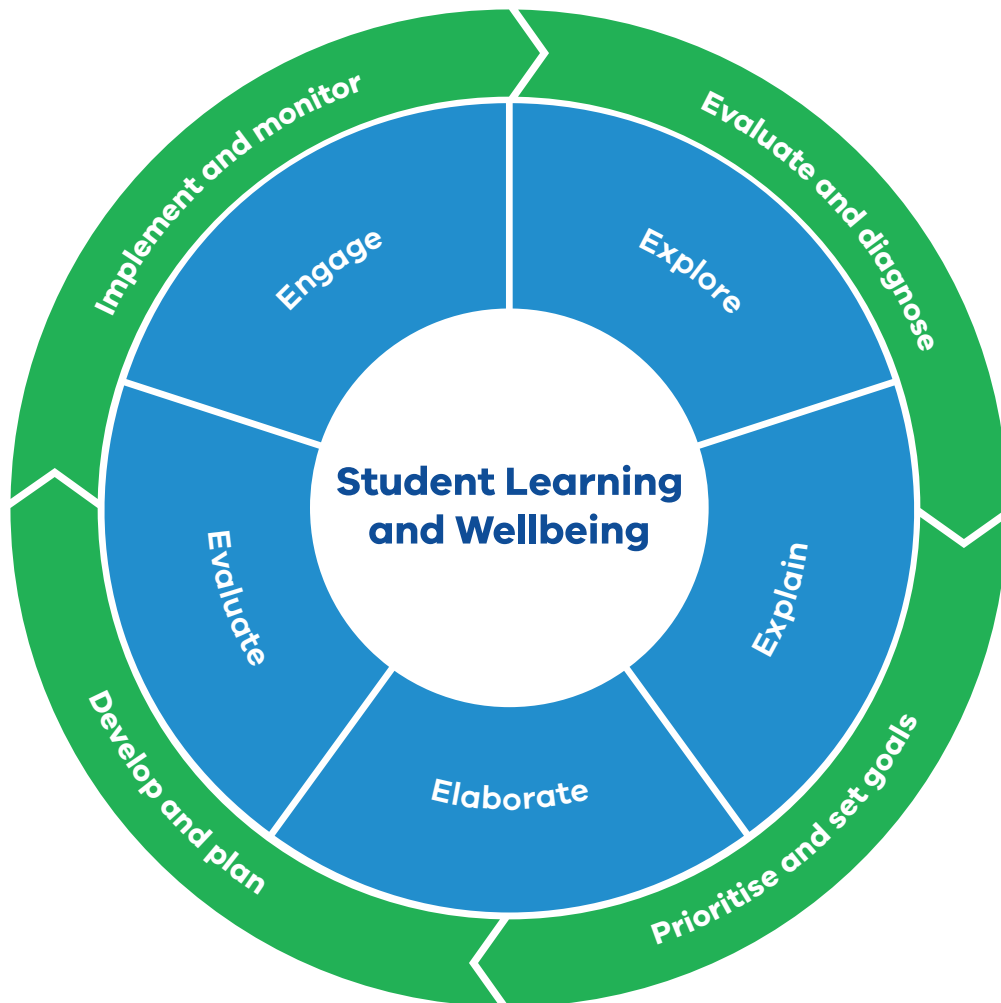 Implement and monitor
Evaluate and diagnose
Prioritise and set goals
Develop and plan
Engage
Explore
Explain
Elaborate
Evaluate
Student Learning
and Wellbeing